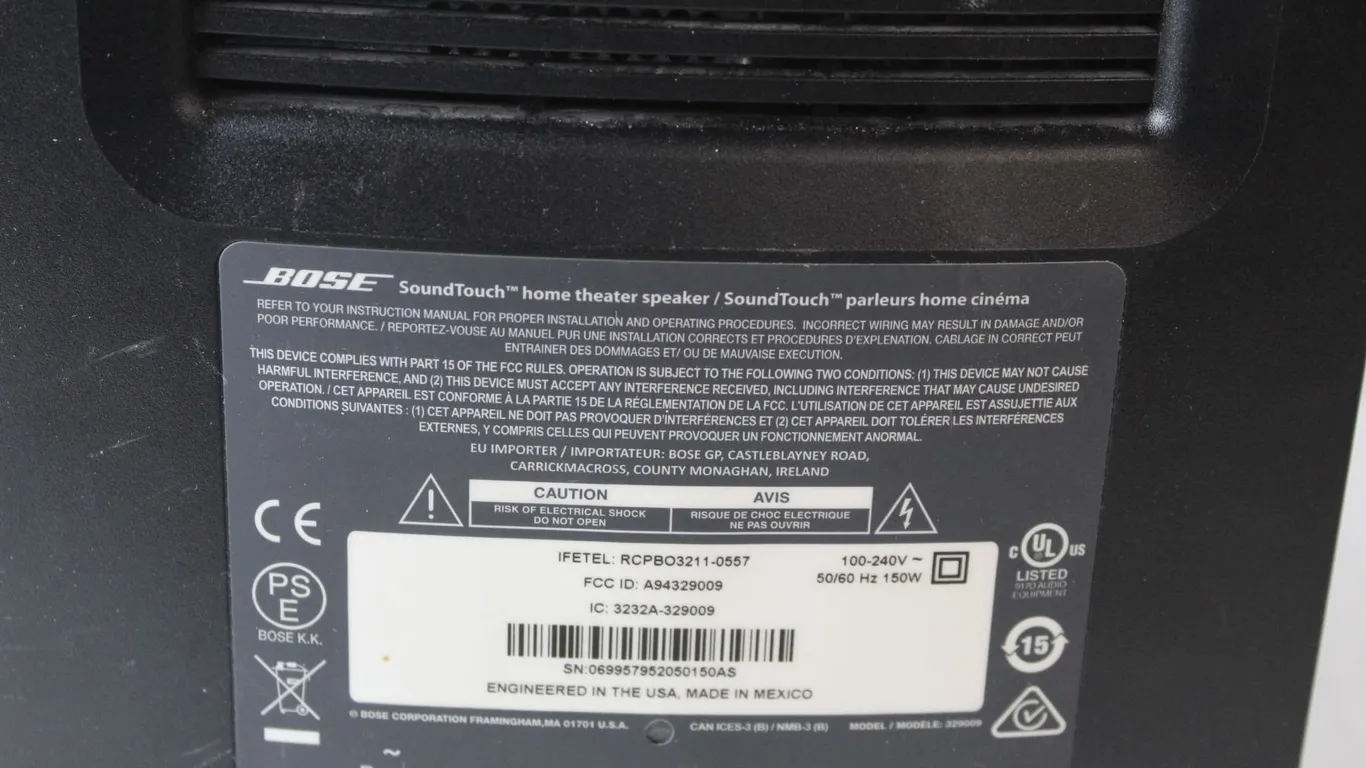 BOSE SoundTouch™ home theater speaker / SoundTouch™ parleurs home cinéma
REFER TO YOUR INSTRUCTION MANUAL FOR PROPER INSTALLATION AND OPERATING PROCEDURES. INCORRECT WIRING MAY RESULT IN DAMAGE AND/OR
POOR PERFORMANCE. / REPORTEZ-VOUSE AU MANUEL PUR UNE INSTALLATION CORRECTS ET PROCEDURES D'EXPLENATION. CABLAGE IN CORRECT PEUT
ENTRAINER DES DOMMAGES ET/ OU DE MAUVAISE EXECUTION.
THIS DEVICE COMPLIES WITH PART 15 OF THE FCC RULES. OPERATION IS SUBJECT TO THE FOLLOWING TWO CONDITIONS: (1) THIS DEVICE MAY NOT CAUSE
HARMFUL INTERFERENCE, AND (2) THIS DEVICE MUST ACCEPT ANY INTERFERENCE RECEIVED, INCLUDING INTERFERENCE THAT MAY CAUSE UNDESIRED
OPERATION. / CET APPAREIL EST CONFORME À LA PARTIE 15 DE LA RÉGLEMENTATION DE LA FCC. L'UTILISATION DE CET APPAREIL EST ASSUJETTIE AUX
CONDITIONS SUIVANTES : (1) CET APPAREIL NE DOIT PAS PROVOQUER D'INTERFÉRENCES ET (2) CET APPAREIL DOIT TOLÉRER LES INTERFÉRENCES
EXTERNES, Y COMPRIS CELLES QUI PEUVENT PROVOQUER UN FONCTIONNEMENT ANORMAL.
EU IMPORTER / IMPORTATEUR: BOSE GP, CASTLEBLAYNEY ROAD,
CARRICKMACROSS, COUNTY MONAGHAN, IRELAND
CAUTION
RISK OF ELECTRICAL SHOCK
DO NOT OPEN
AVIS
RISQUE DE CHOC ELECTRIQUE
NE PAS OUVRIR
CE
PS
E
BOSE K.K.
IFETEL: RCPBO3211-0557
FCC ID: A94329009
IC: 3232A-329009
100-240V ~
50/60 Hz 150W
SN:069957952050150AS
ENGINEERED IN THE USA, MADE IN MEXICO
C UL US
LISTED
917D AUDIO
EQUIPMENT
15
© BOSE CORPORATION FRAMINGHAM,MA 01701 U.S.A.
CAN ICES-3 (B) / NMB-3 (B)
MODEL / MODÈLE: 329009
~